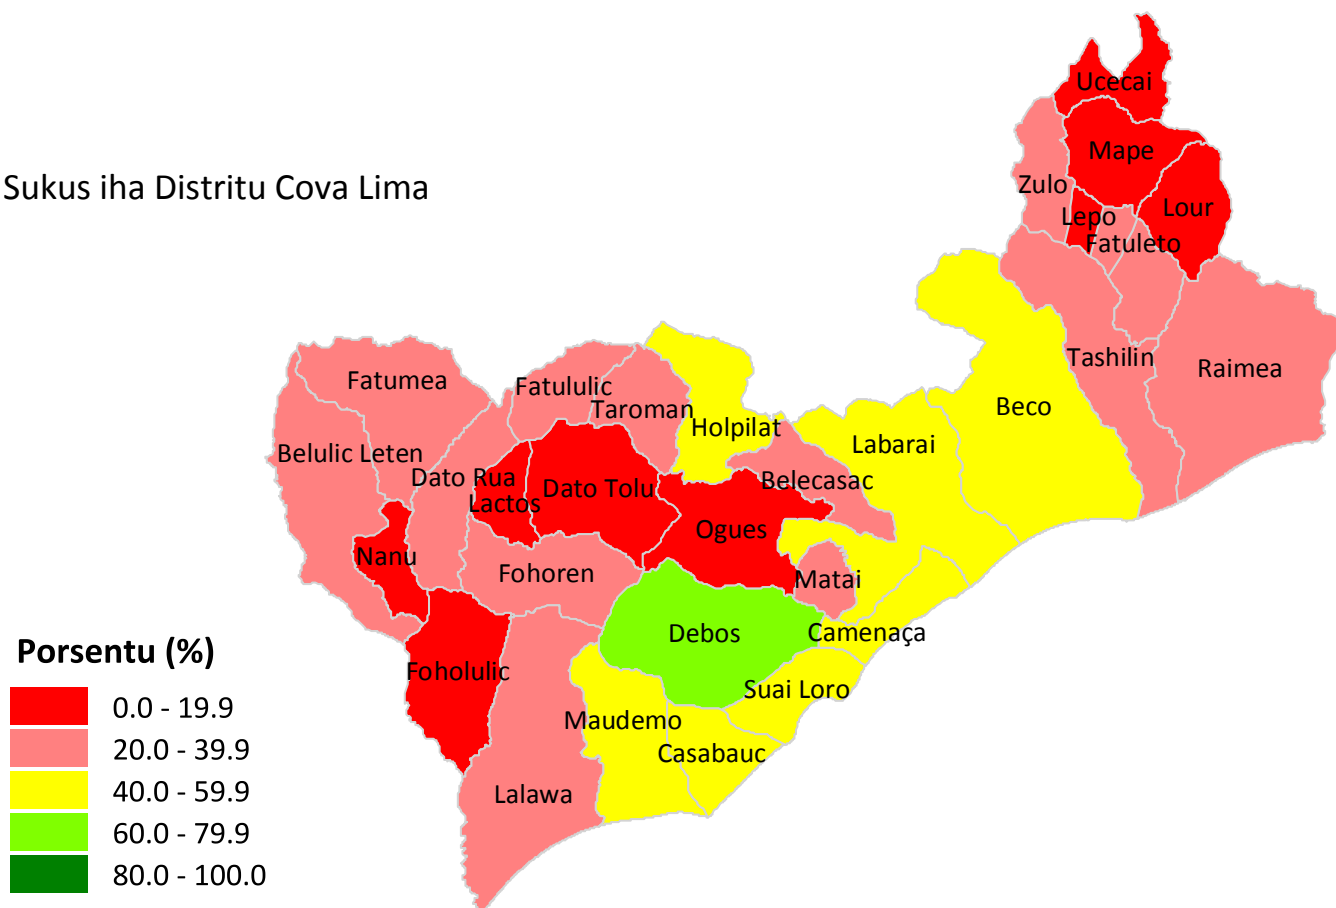 Ucecai
Mape
Sukus iha Distritu Cova Lima
Zulo
Lepo
Lour
Fatuleto
Tashilin
Raimea
Fatumea
Fatululic
Taroman
Beco
Holpilat
Labarai
Belulic Leten
Dato Rua
Belecasac
Lactos
Dato Tolu
Ogues
Nanu
Fohoren
Matai
Debos
Camenaça
Porsentu (%)
Foholulic
Suai Loro
0.0 - 19.9
Maudemo
20.0 - 39.9
Casabauc
40.0 - 59.9
Lalawa
60.0 - 79.9
80.0 - 100.0